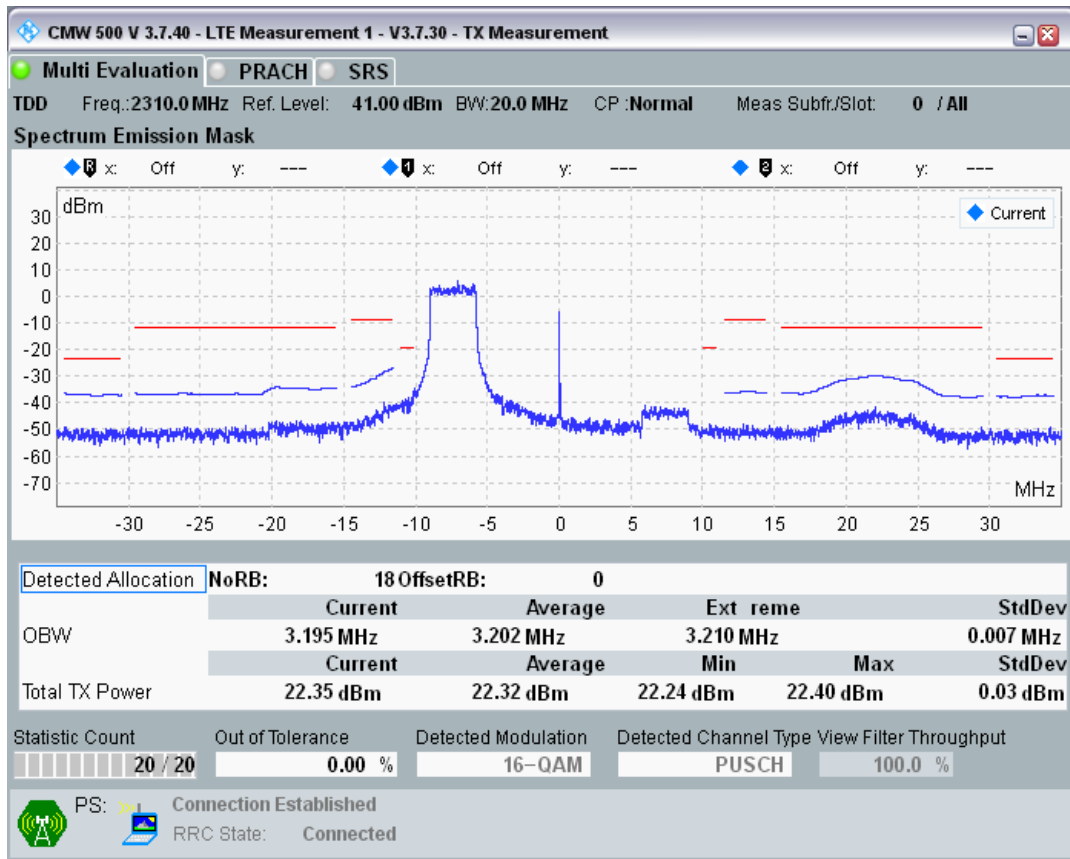 CMW 500 V 3.7.40 - LTE Measurement 1 - V3.7.30 - TX Measurement
Multi Evaluation PRACH SRS
TDD Freq.:2310.0 MHz Ref. Level: 41.00 dBm BW:20.0 MHz CP :Normal Meas Subfr./Slot: 0 / All
Spectrum Emission Mask
R x: Off y: --- 1 x: Off y: --- 2 x: Off y: ---
dBm
Current
30
20
10
0
-10
-20
-30
-40
-50
-60
-70
MHz
-30 -25 -20 -15 -10 -5 0 5 10 15 20 25 30
Detected Allocation NoRB: 18 OffsetRB: 0
Current Average Ext reme StdDev
OBW 3.195 MHz 3.202 MHz 3.210 MHz 0.007 MHz
Current Average Min Max StdDev
Total TX Power 22.35 dBm 22.32 dBm 22.24 dBm 22.40 dBm 0.03 dBm
Statistic Count Out of Tolerance Detected Modulation Detected Channel Type View Filter Throughput
20 / 20 0.00 % 16-QAM PUSCH 100.0 %
PS: Connection Established
RRC State: Connected